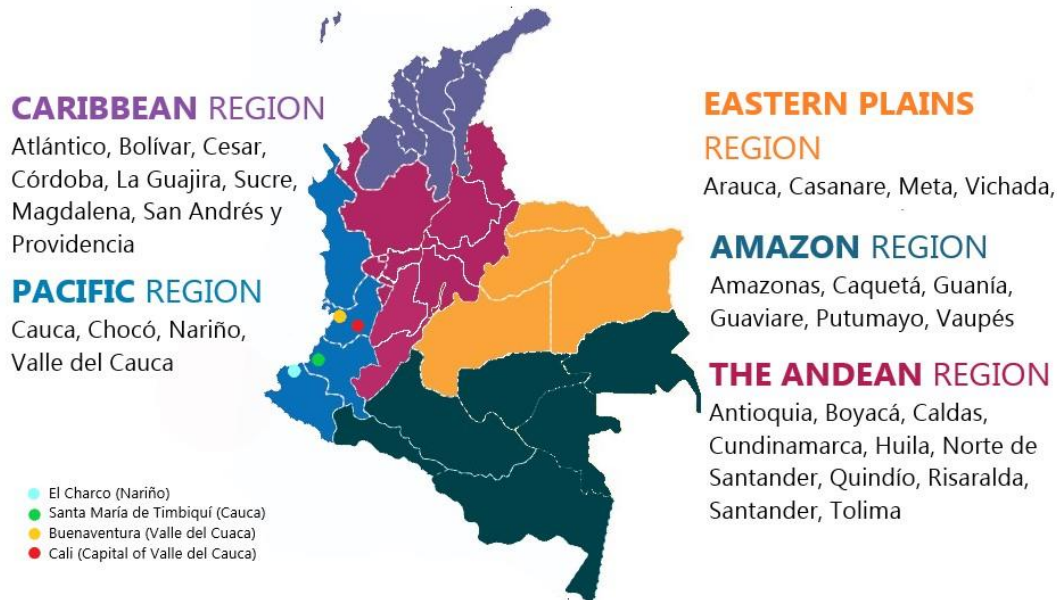 CARIBBEAN REGION
Atlántico, Bolívar, Cesar,
Córdoba, La Guajira, Sucre,
Magdalena, San Andrés y
Providencia
PACIFIC REGION
Cauca, Chocó, Nariño,
Valle del Cauca
El Charco (Nariño)
Santa María de Timbiquí (Cauca)
Buenaventura (Valle del Cuaca)
Cali (Capital of Valle del Cauca)
EASTERN PLAINS
REGION
Arauca, Casanare, Meta, Vichada,
AMAZON REGION
Amazonas, Caquetá, Guanía,
Guaviare, Putumayo, Vaupés
THE ANDEAN REGION
Antioquia, Boyacá, Caldas,
Cundinamarca, Huila, Norte de
Santander, Quindío, Risaralda,
Santander, Tolima